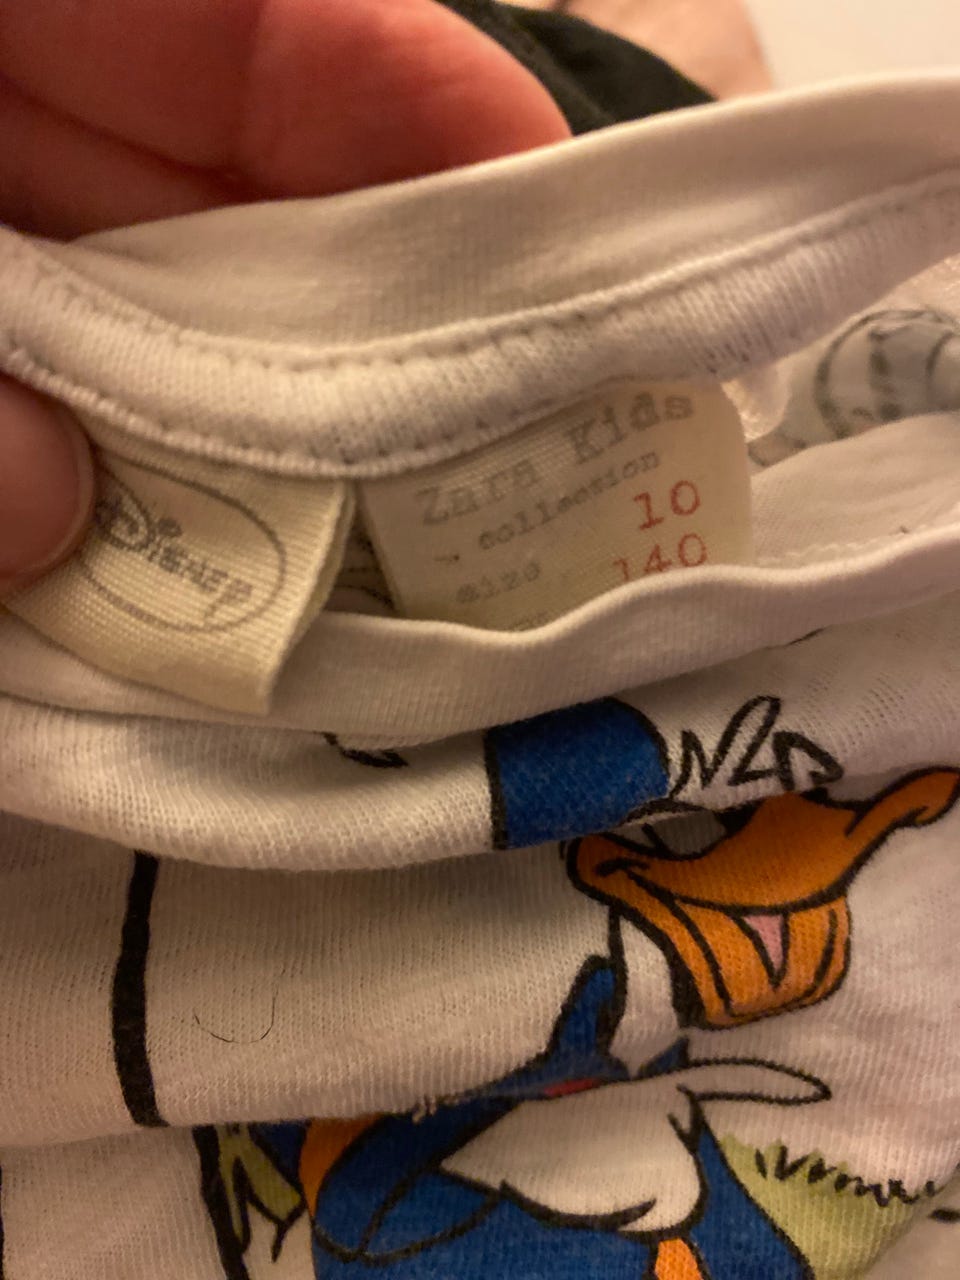 Disney
Zara Kids
collection
10
size 140